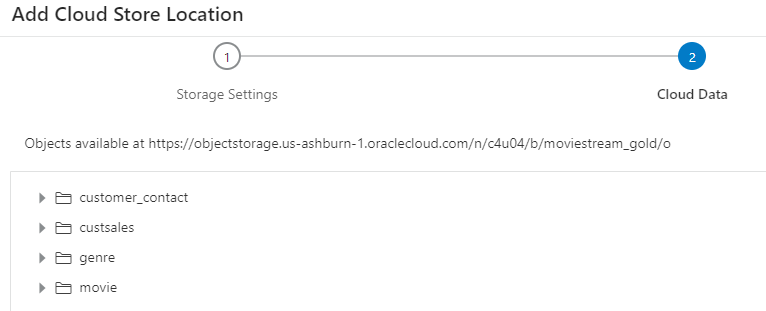 Add Cloud Store Location
1
2
Storage Settings
Cloud Data
Objects available at https://objectstorage.us-ashburn-1.oraclecloud.com/n/c4u04/b/moviestream_gold/o
customer_contact
custsales
genre
movie